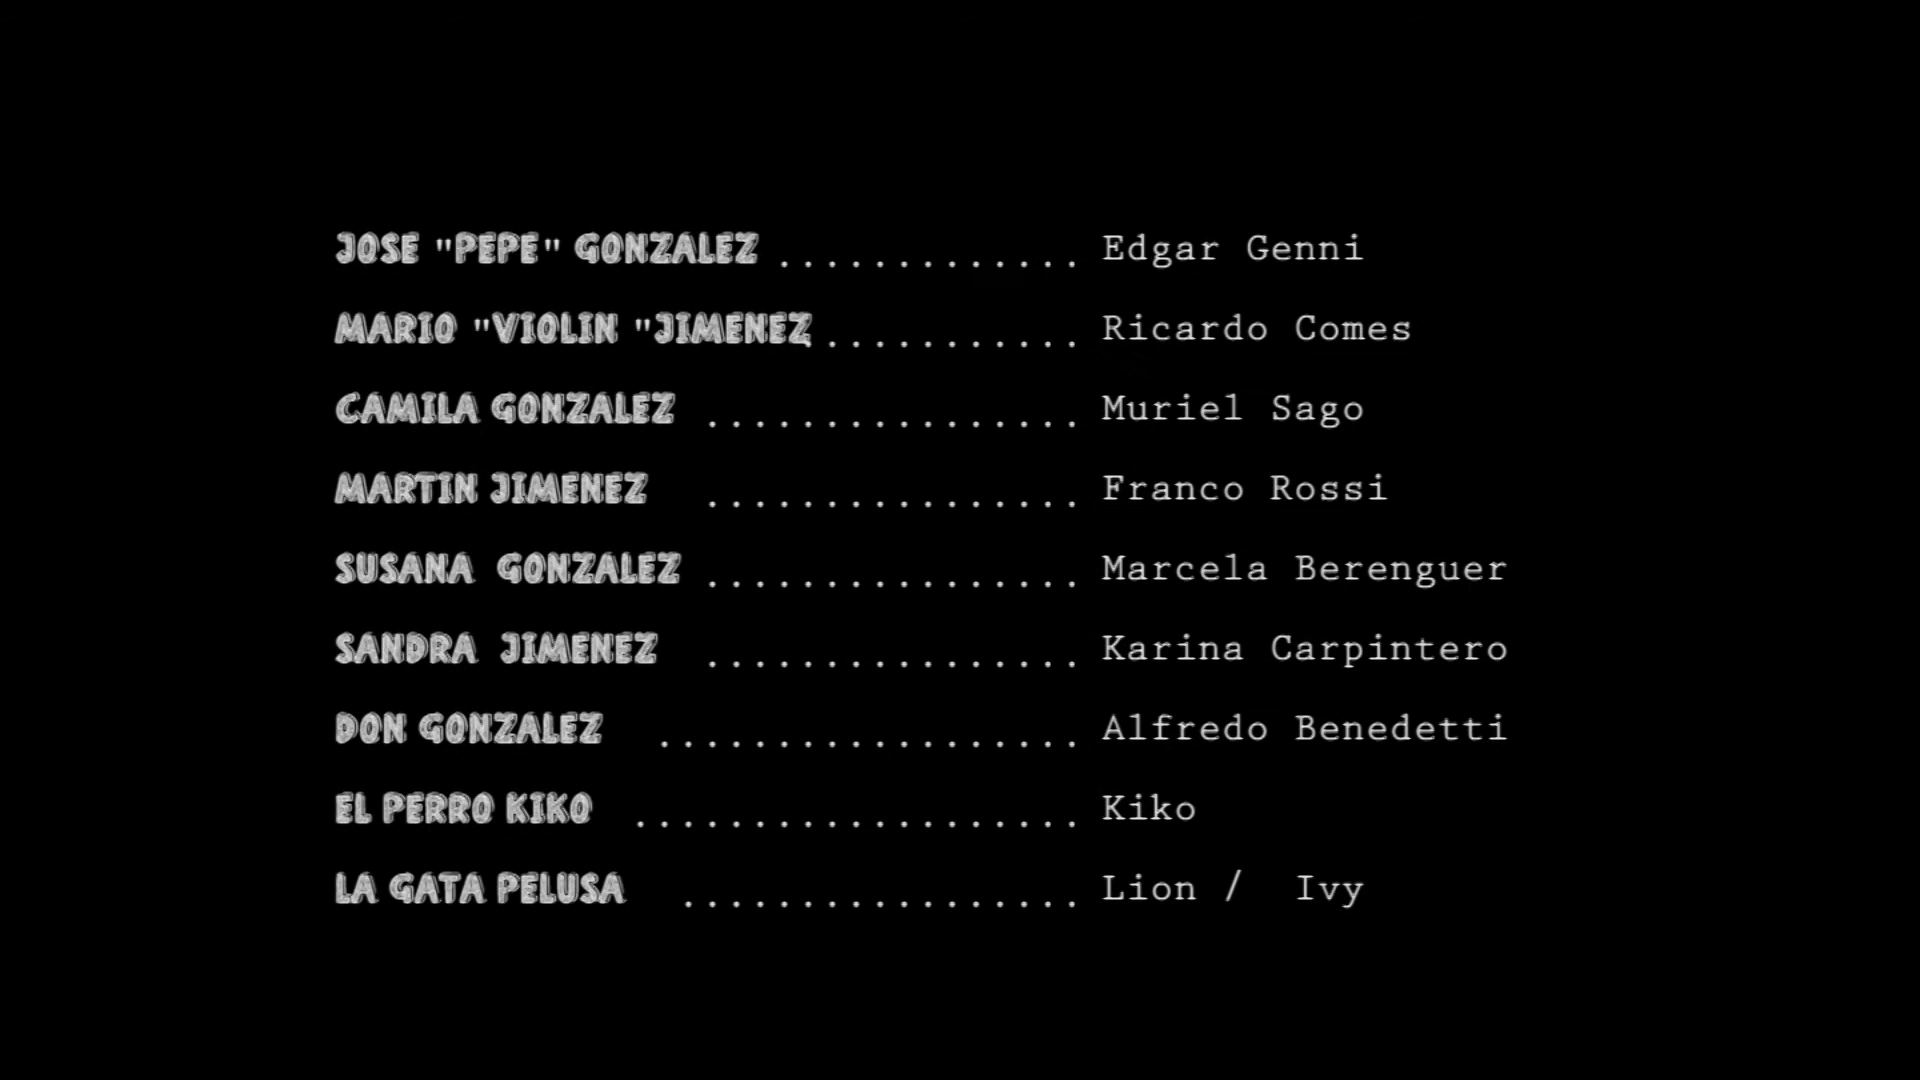 JOSE "PEPE" GONZALEZ ............. Edgar Genni
MARIO "VIOLIN "JIMENEZ ........... Ricardo Comes
CAMILA GONZALEZ ................ Muriel Sago
MARTIN JIMENEZ ................ Franco Rossi
SUSANA GONZALEZ ................ Marcela Berenguer
SANDRA JIMENEZ ................ Karina Carpintero
DON GONZALEZ .................. Alfredo Benedetti
EL PERRO KIKO ................... Kiko
LA GATA PELUSA ................. Lion / Ivy